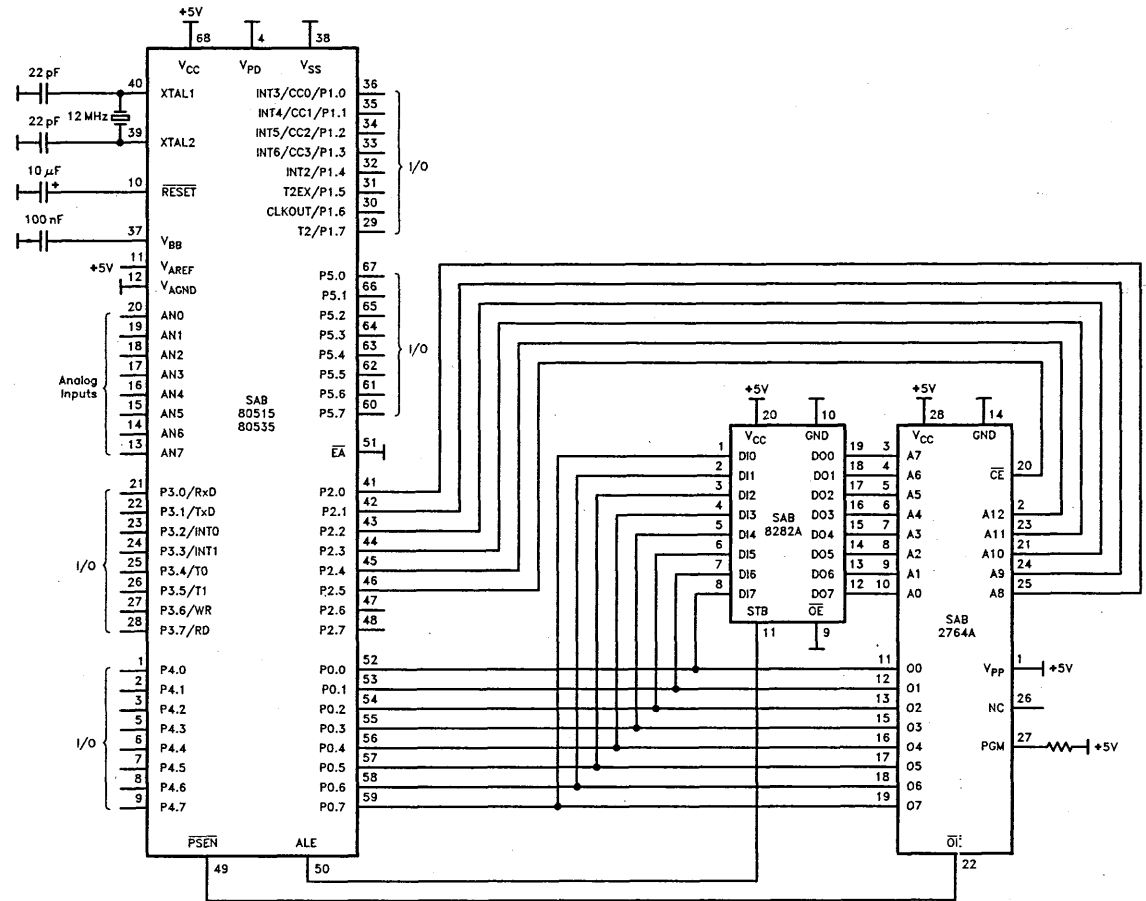 +5V
68 4 38
VCC VPD VSS
22 pF
40 XTAL1
12 MHz
22 pF
39 XTAL2
10 µF
+
10 RESET
100 nF
37 VBB
+5V 11 VAREF
12 VAGND
20 AN0
19 AN1
18 AN2
17 AN3
16 AN4
15 AN5
14 AN6
13 AN7
Analog
Inputs
21 P3.0/RxD
22 P3.1/TxD
23 P3.2/INT0
24 P3.3/INT1
25 P3.4/T0
26 P3.5/T1
27 P3.6/WR
28 P3.7/RD
I/O
1 P4.0
2 P4.1
3 P4.2
5 P4.3
6 P4.4
7 P4.5
8 P4.6
9 P4.7
I/O
SAB
80515
80535
INT3/CC0/P1.0 36
INT4/CC1/P1.1 35
INT5/CC2/P1.2 34
INT6/CC3/P1.3 33
INT2/P1.4 32
T2EX/P1.5 31
CLKOUT/P1.6 30
T2/P1.7 29
I/O
P5.0 67
P5.1 66
P5.2 65
P5.3 64
P5.4 63
P5.5 62
P5.6 61
P5.7 60
I/O
EA 51
P2.0 41
P2.1 42
P2.2 43
P2.3 44
P2.4 45
P2.5 46
P2.6 47
P2.7 48
P0.0 52
P0.1 53
P0.2 54
P0.3 55
P0.4 56
P0.5 57
P0.6 58
P0.7 59
PSEN ALE
49 50
+5V
20 10
VCC GND
1 DI0 DO0 19
2 DI1 DO1 18
3 DI2 DO2 17
4 DI3 DO3 16
5 DI4 DO4 15
6 DI5 DO5 14
7 DI6 DO6 13
8 DI7 DO7 12
SAB
8282A
STB OE
11 9
+5V
28 14
VCC GND
3 A7
4 A6
5 A5
6 A4
7 A3
8 A2
9 A1
10 A0
CE 20
A12 2
A11 23
A10 21
A9 24
A8 25
SAB
2764A
11 O0
12 O1
13 O2
15 O3
16 O4
17 O5
18 O6
19 O7
VPP 1 +5V
NC 26
PGM 27 +5V
22